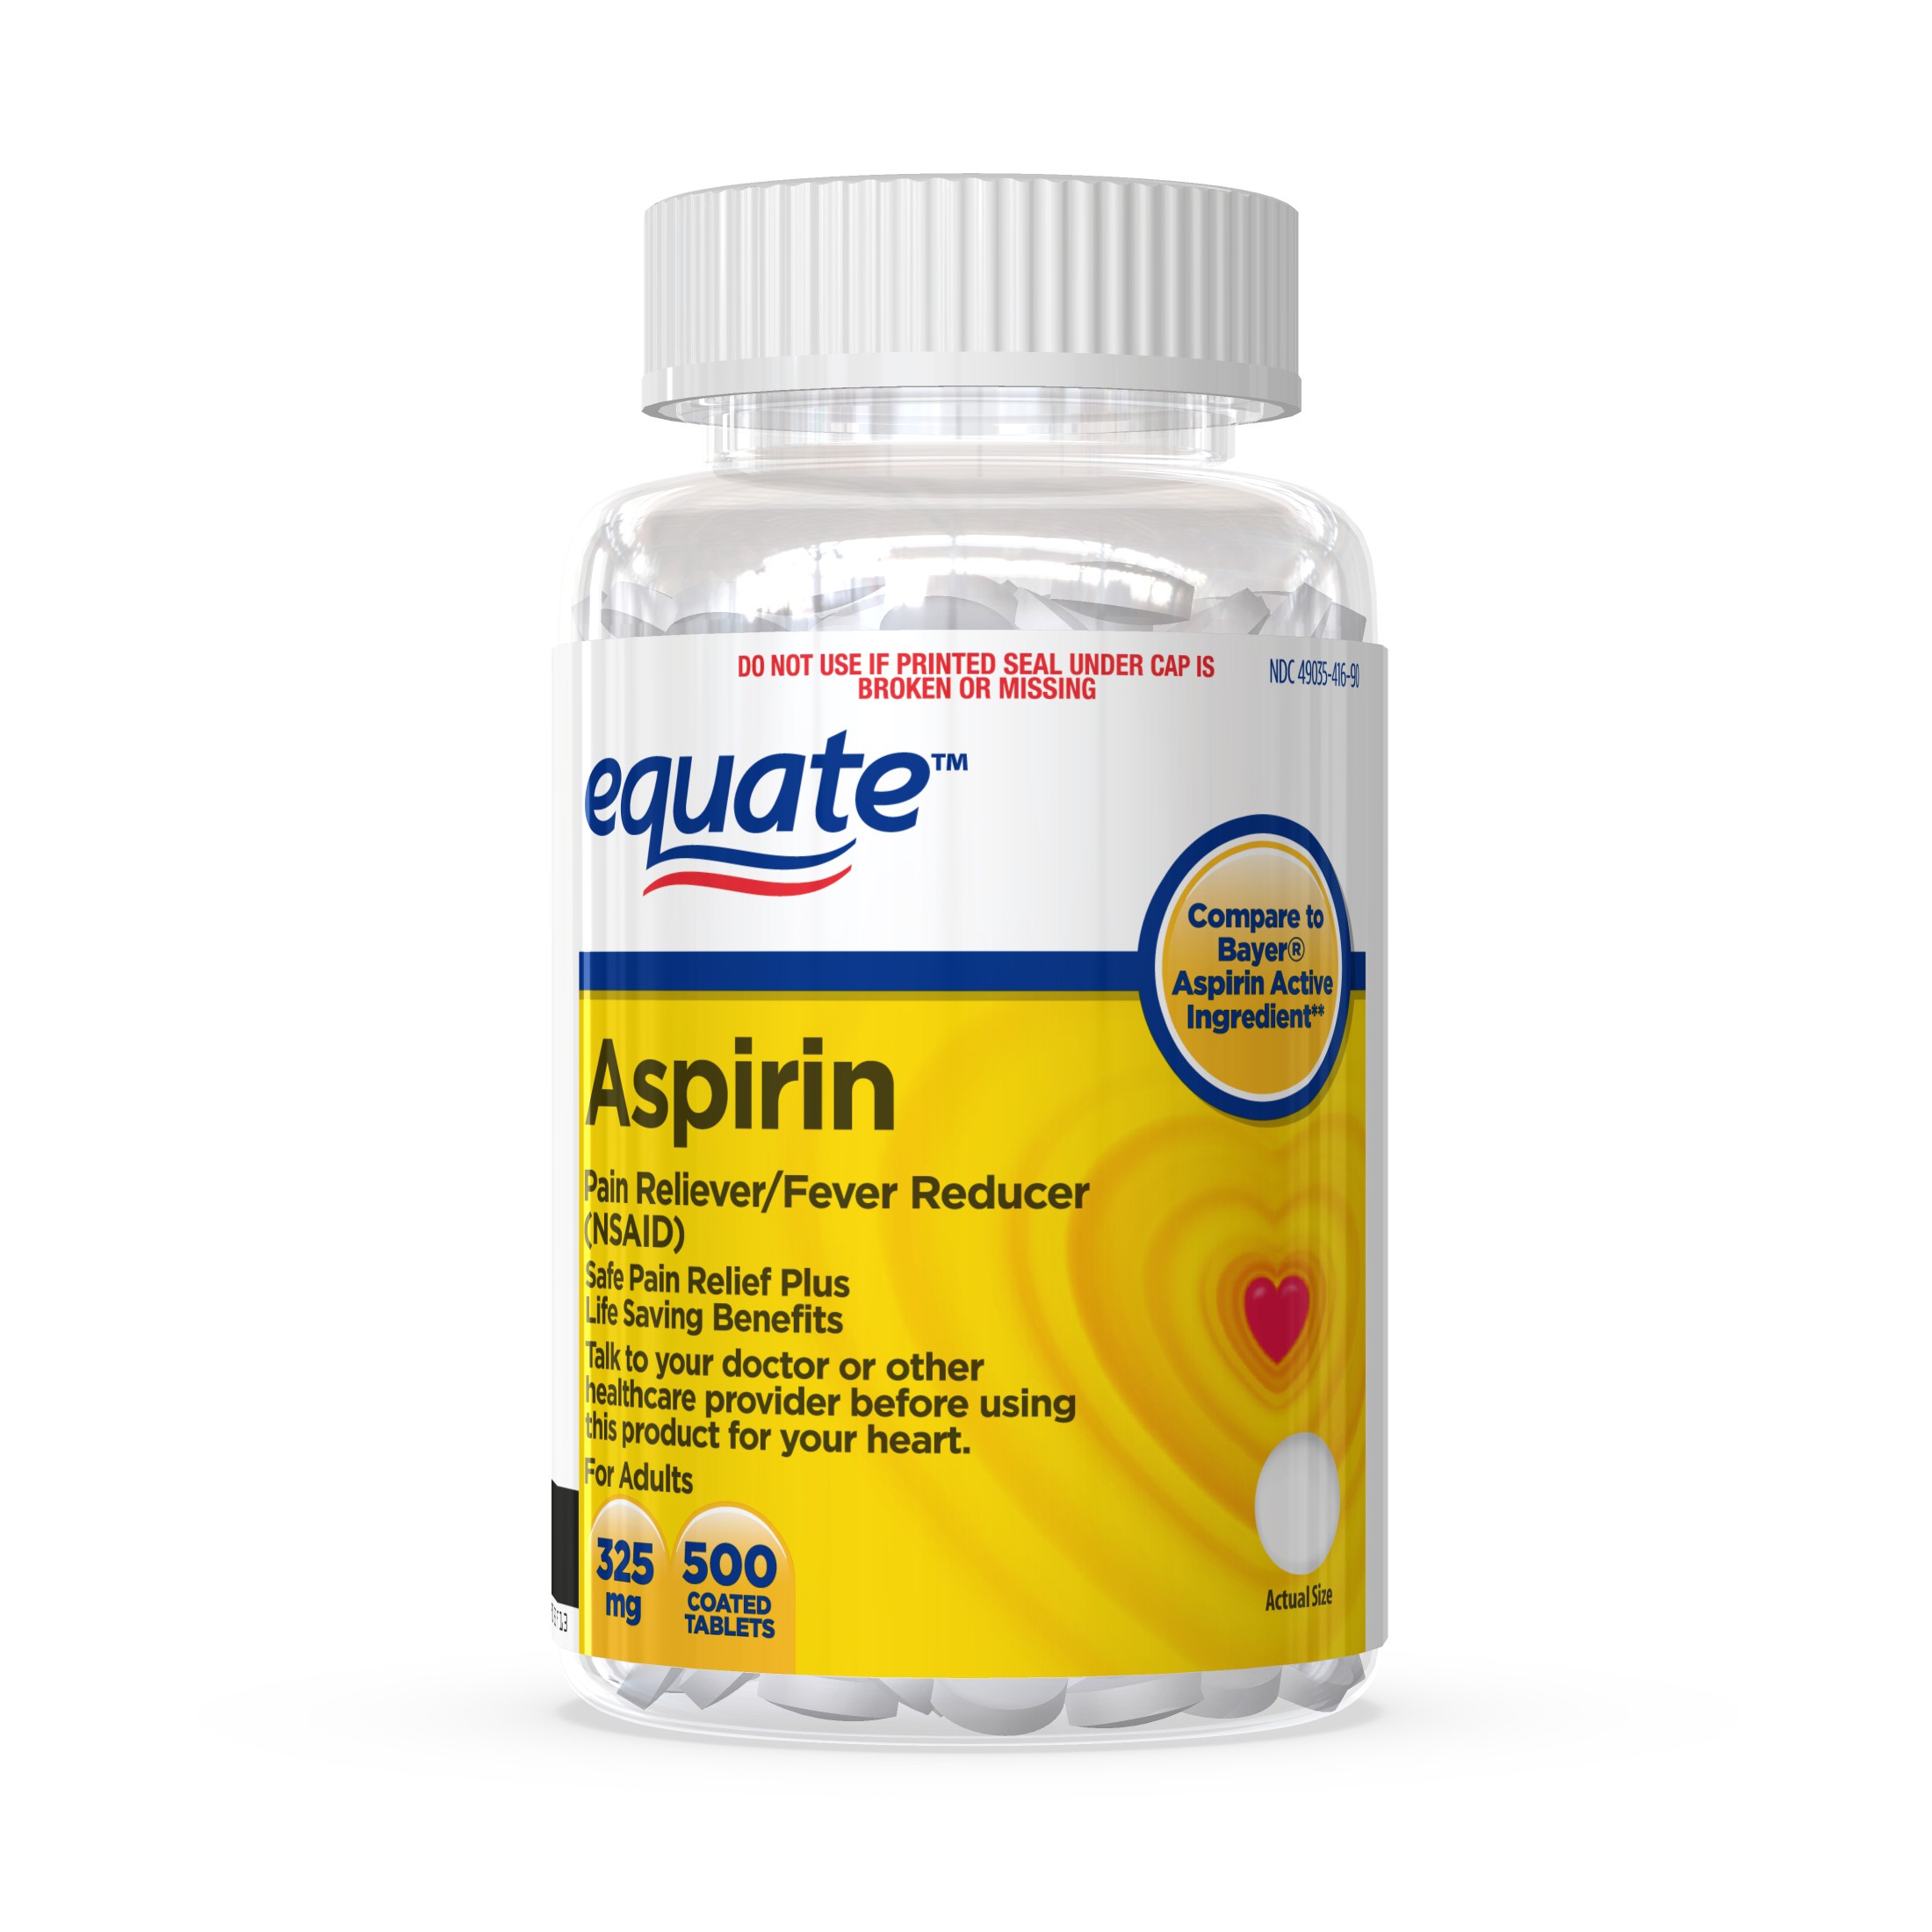 DO NOT USE IF PRINTED SEAL UNDER CAP IS
BROKEN OR MISSING
NDC 49035-416-90
equate™
Compare to
Bayer®
Aspirin Active
Ingredient**
Aspirin
Pain Reliever/Fever Reducer
(NSAID)
Safe Pain Relief Plus
Life Saving Benefits
Talk to your doctor or other
healthcare provider before using
this product for your heart.
For Adults
325
mg
500
COATED
TABLETS
Actual Size